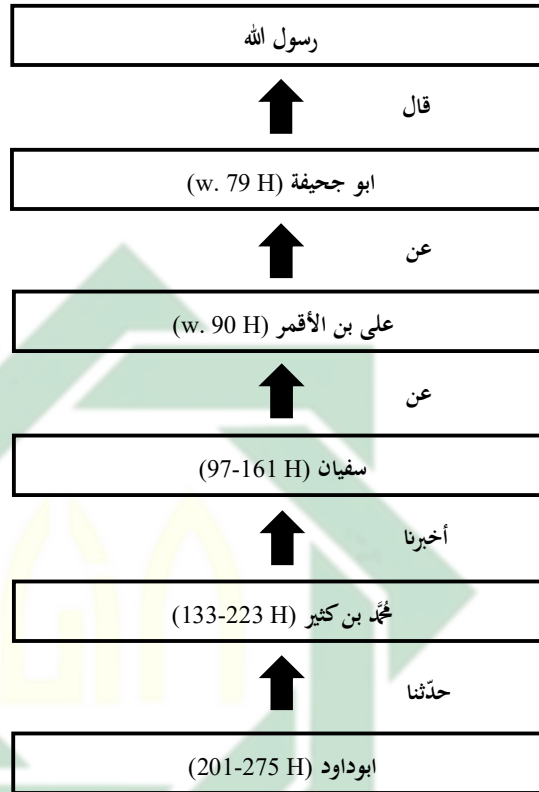 رسول الله
قال
ابو جحيفة (w. 79 H)
عن
على بن الأقمر (w. 90 H)
عن
سفيان (97-161 H)
أخبرنا
مُحَمَّد بن كثير (133-223 H)
حدّثنا
ابوداود (201-275 H)